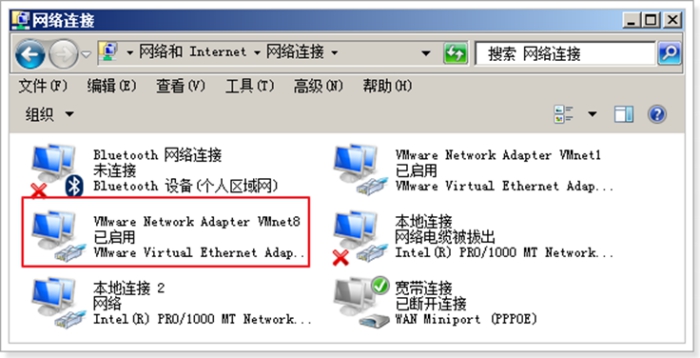 网络连接
网络和 Internet 网络连接
搜索 网络连接
文件(F) 编辑(E) 查看(V) 工具(T) 高级(N) 帮助(H)
组织
Bluetooth 网络连接
未连接
Bluetooth 设备(个人区域网)
VMware Network Adapter VMnet1
已启用
VMware Virtual Ethernet Adap...
VMware Network Adapter VMnet8
已启用
VMware Virtual Ethernet Adap...
本地连接
网络电缆被拔出
Intel(R) PRO/1000 MT Network...
本地连接 2
网络
Intel(R) PRO/1000 MT Network...
宽带连接
已断开连接
WAN Miniport (PPPOE)